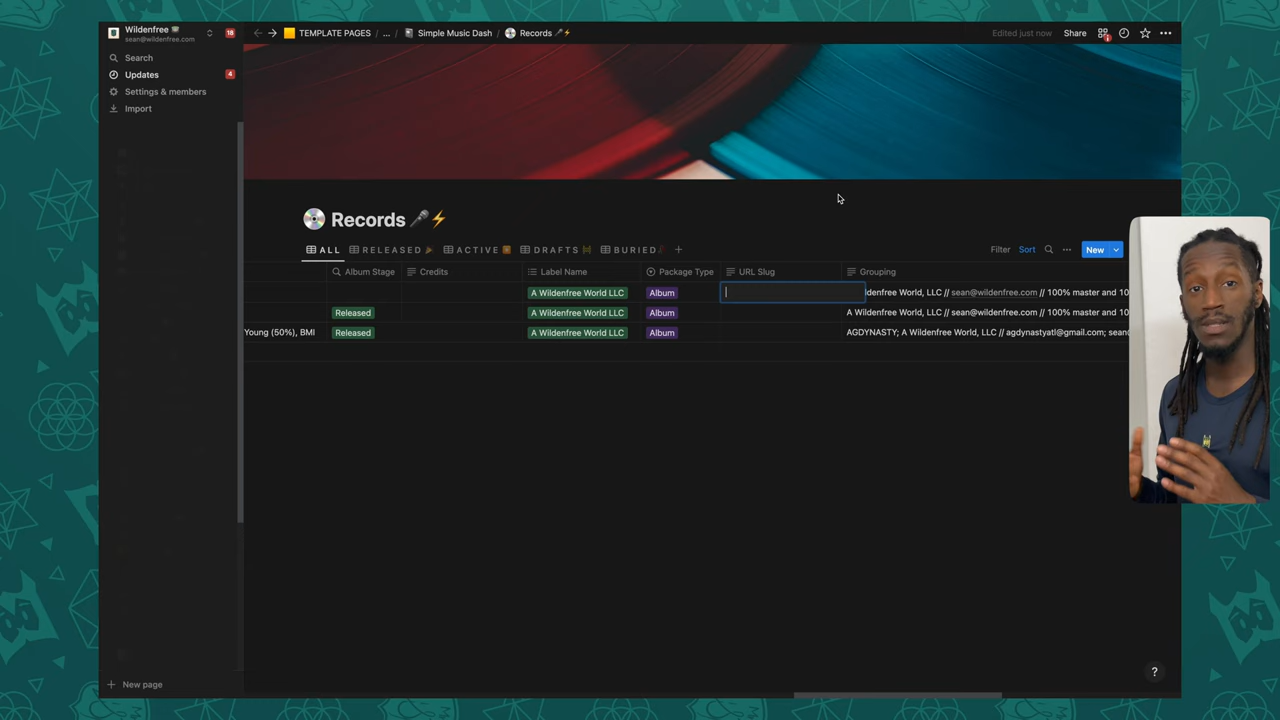 Wildenfree
sean@wildenfree.com
18
TEMPLATE PAGES / ... / Simple Music Dash / Records
Edited just now
Share
1
Search
Updates
4
Settings & members
Import
Records
ALL
RELEASED
ACTIVE
DRAFTS
BURIED
Filter
Sort
New
Album Stage
Credits
Label Name
Package Type
URL Slug
Grouping
A Wildenfree World LLC
Album
ldenfree World, LLC // sean@wildenfree.com // 100% master and 10
Released
A Wildenfree World LLC
Album
A Wildenfree World, LLC // sean@wildenfree.com // 100% master and 10
Young (50%), BMI
Released
A Wildenfree World LLC
Album
AGDYNASTY; A Wildenfree World, LLC // agdynastyatl@gmail.com; sean
New page
?